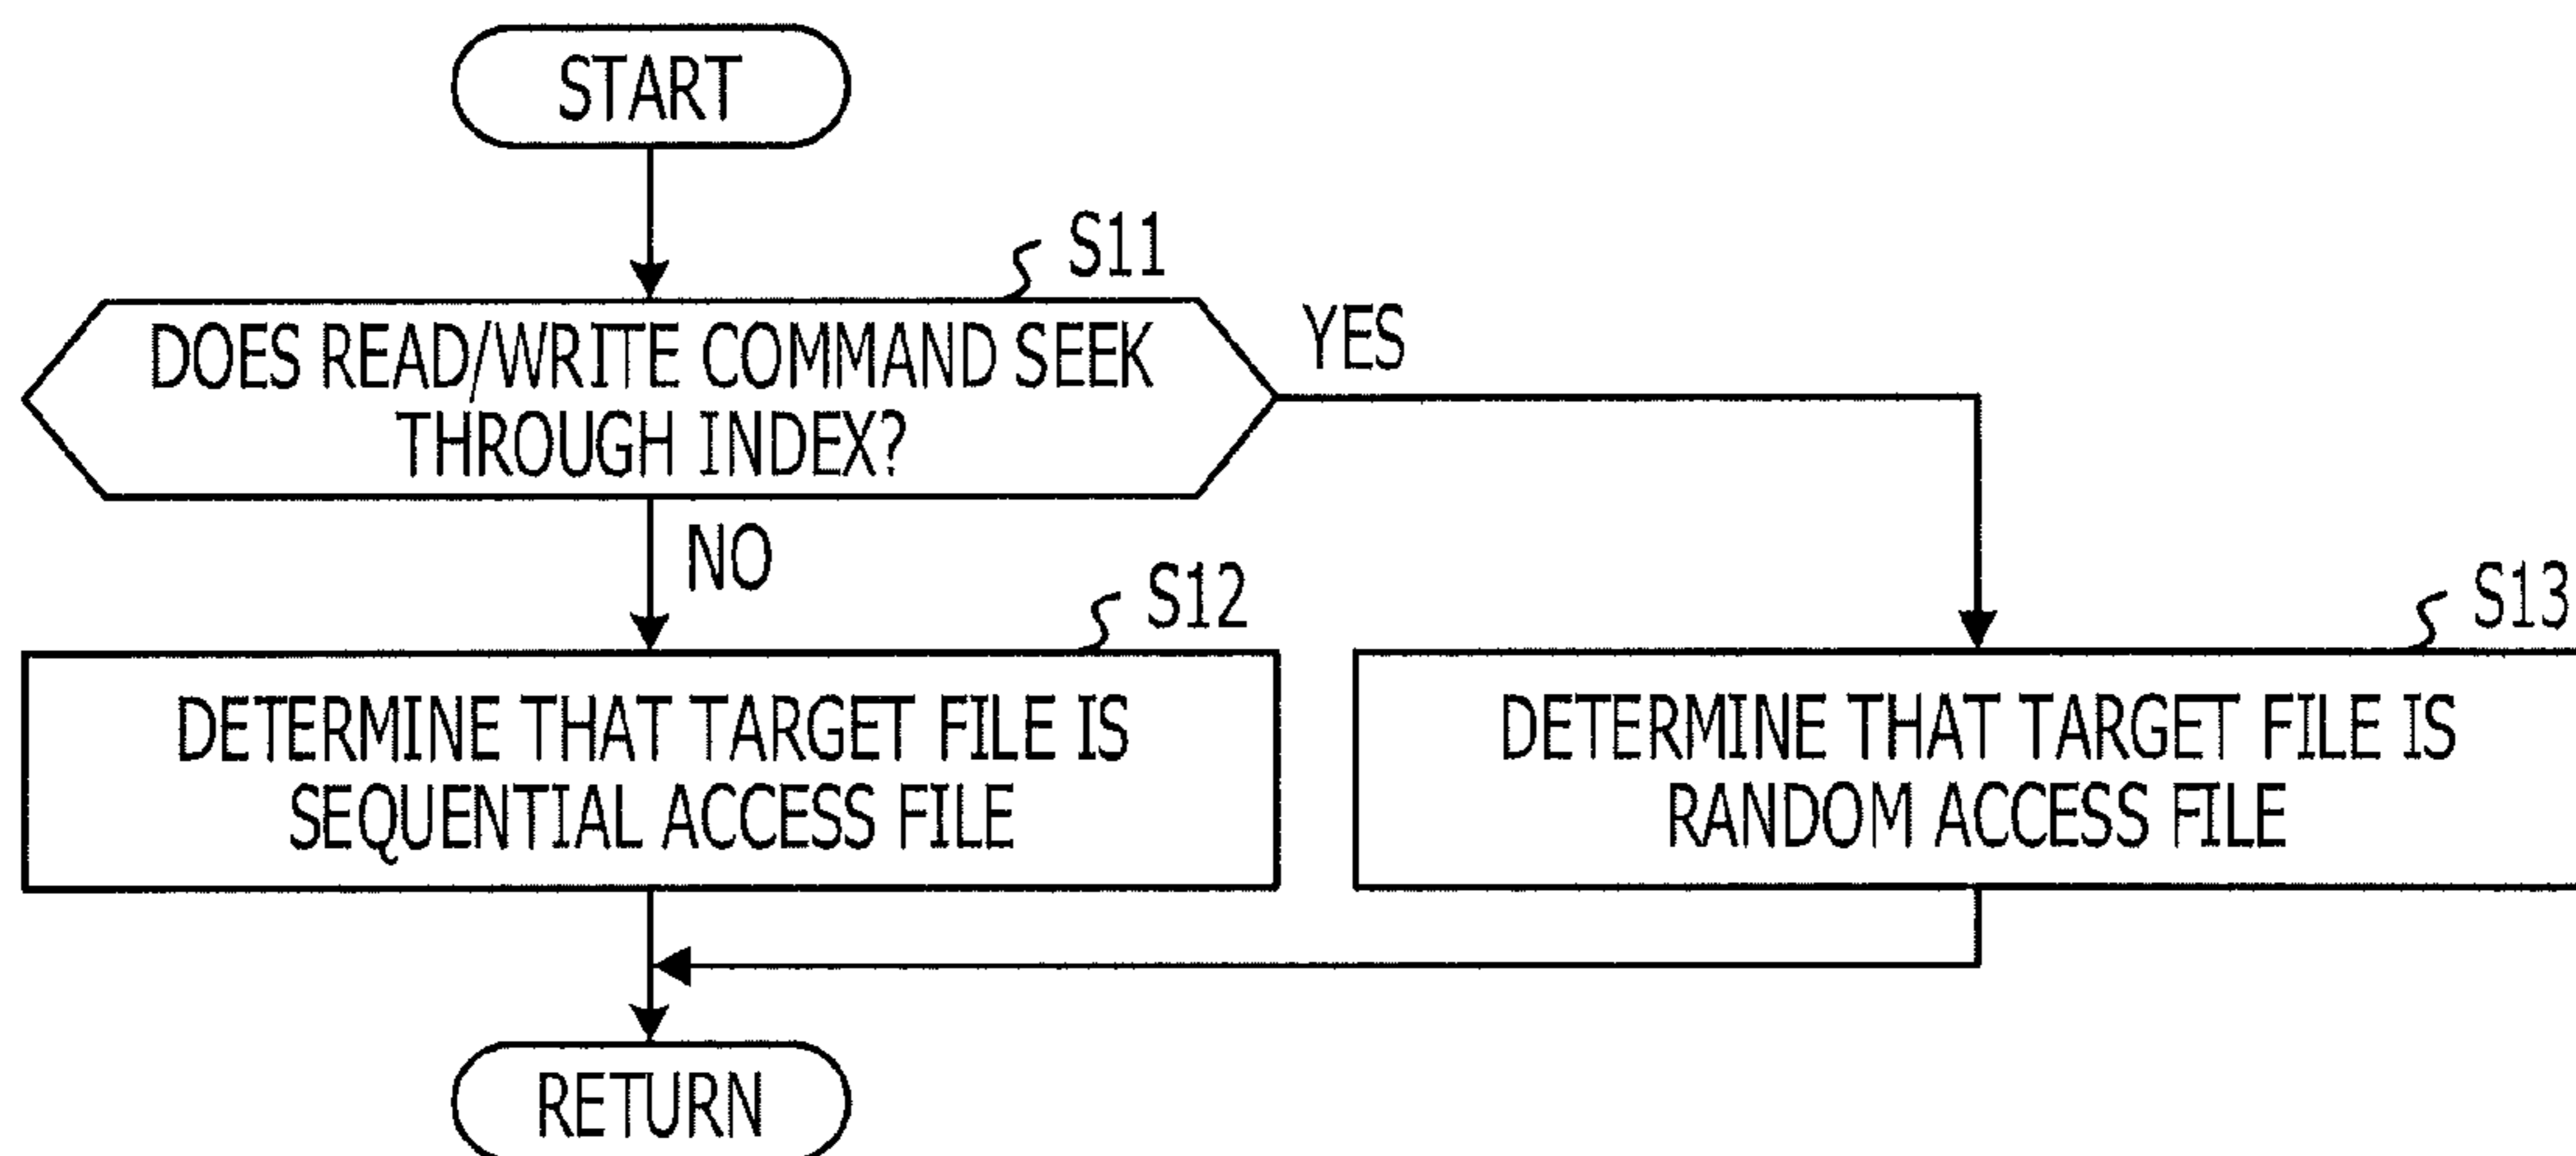 START
S11
DOES READ/WRITE COMMAND SEEK
THROUGH INDEX?
YES
NO
S12
S13
DETERMINE THAT TARGET FILE IS
SEQUENTIAL ACCESS FILE
DETERMINE THAT TARGET FILE IS
RANDOM ACCESS FILE
RETURN